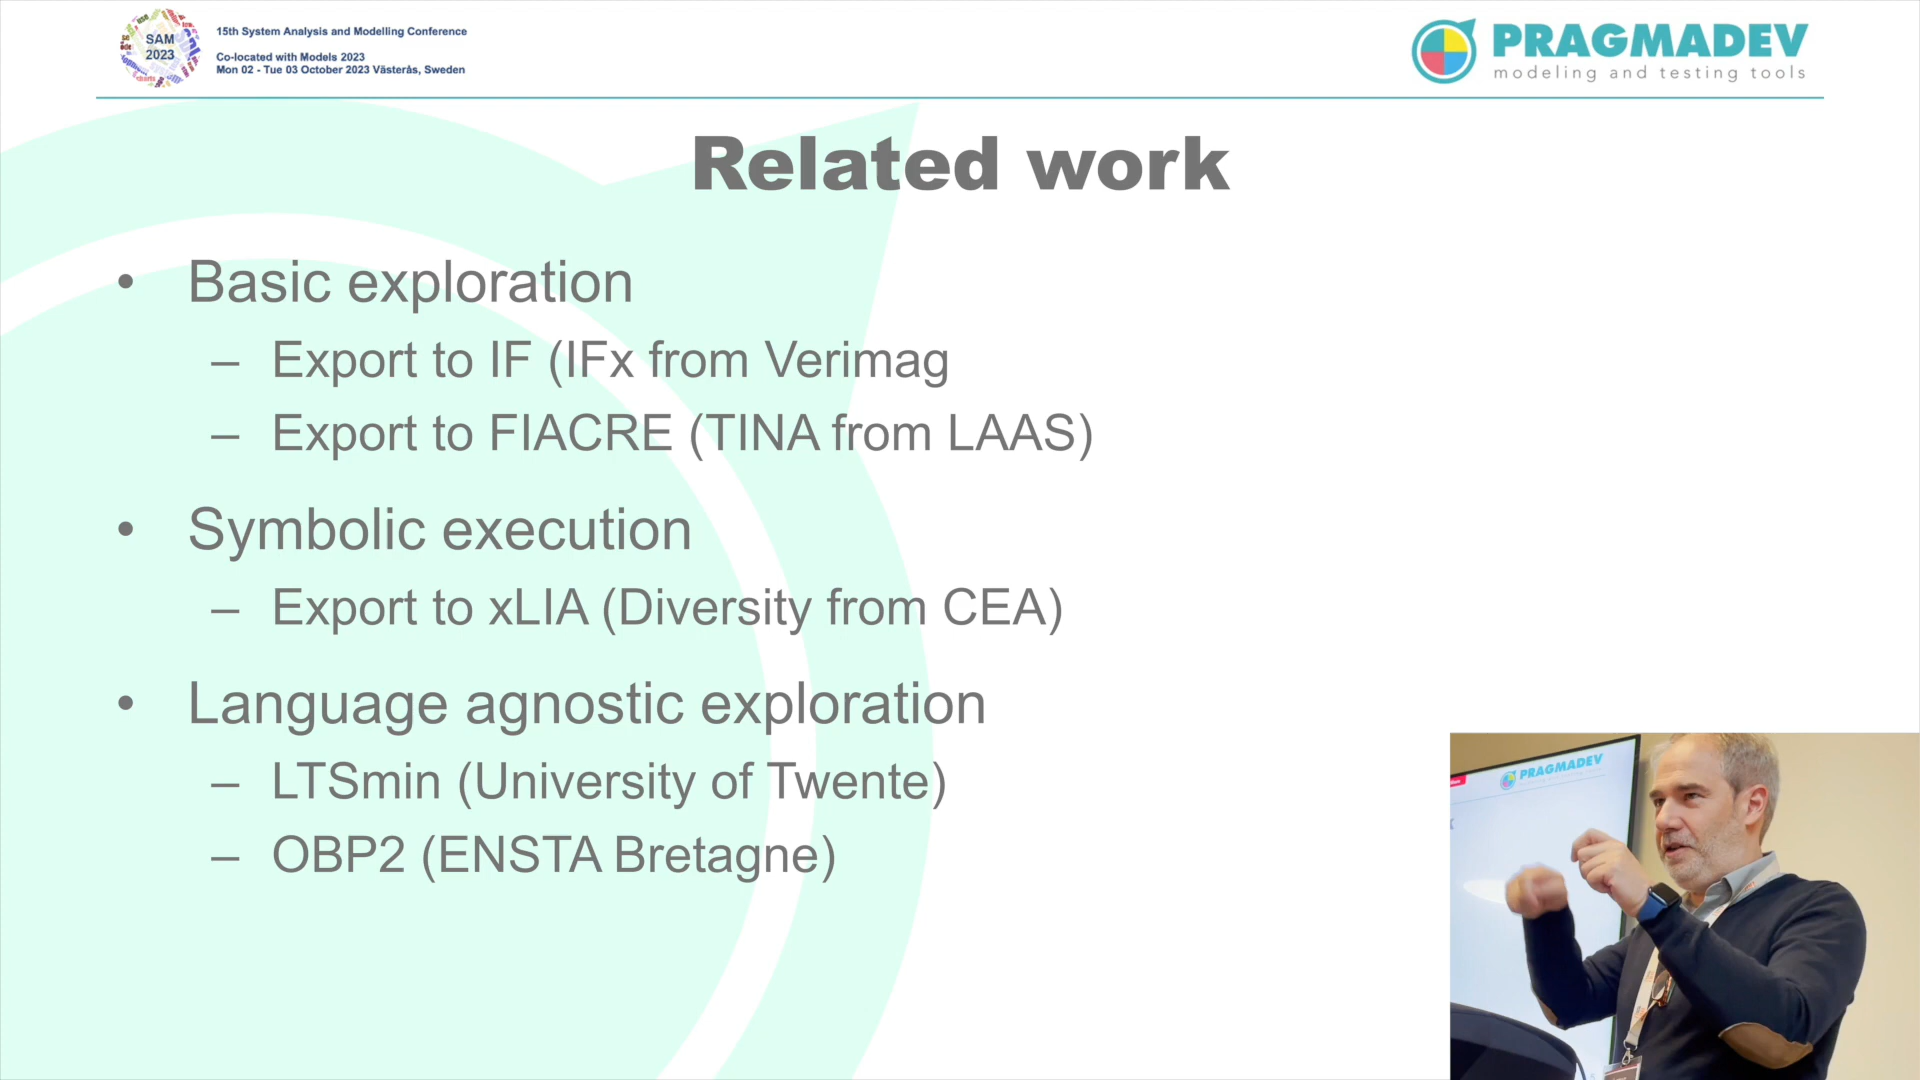 SAM
2023
15th System Analysis and Modelling Conference
Co-located with Models 2023
Mon 02 - Tue 03 October 2023 Västerås, Sweden
PRAGMADEV
modeling and testing tools
Related work
• Basic exploration
– Export to IF (IFx from Verimag
– Export to FIACRE (TINA from LAAS)
• Symbolic execution
– Export to xLIA (Diversity from CEA)
• Language agnostic exploration
– LTSmin (University of Twente)
– OBP2 (ENSTA Bretagne)
PRAGMADEV